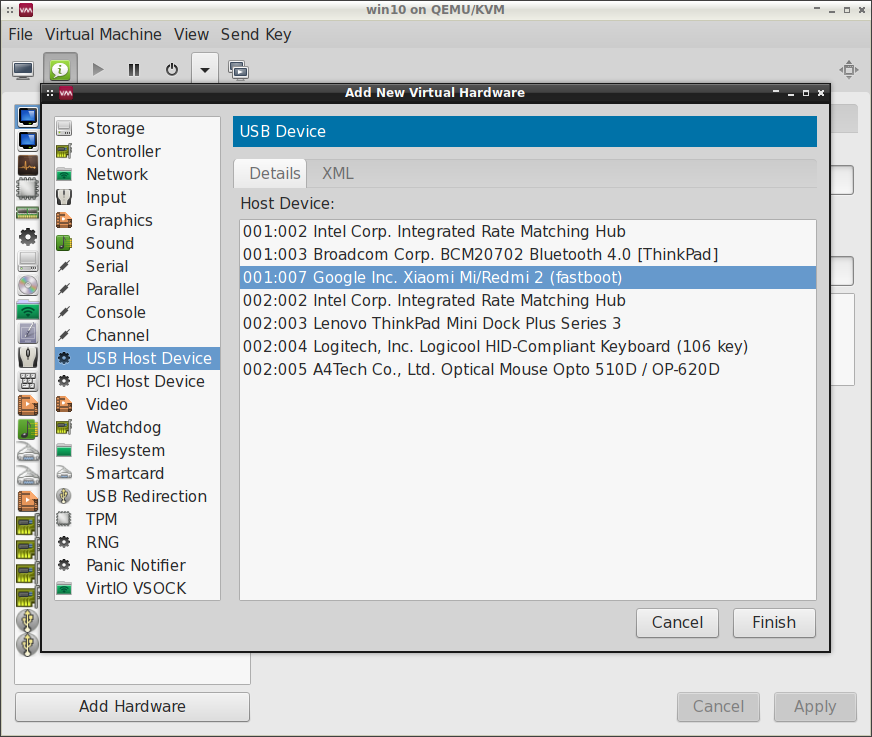 win10 on QEMU/KVM
File Virtual Machine View Send Key
Add New Virtual Hardware
Storage
Controller
Network
Input
Graphics
Sound
Serial
Parallel
Console
Channel
USB Host Device
PCI Host Device
Video
Watchdog
Filesystem
Smartcard
USB Redirection
TPM
RNG
Panic Notifier
VirtIO VSOCK
USB Device
Details XML
Host Device:
001:002 Intel Corp. Integrated Rate Matching Hub
001:003 Broadcom Corp. BCM20702 Bluetooth 4.0 [ThinkPad]
001:007 Google Inc. Xiaomi Mi/Redmi 2 (fastboot)
002:002 Intel Corp. Integrated Rate Matching Hub
002:003 Lenovo ThinkPad Mini Dock Plus Series 3
002:004 Logitech, Inc. Logicool HID-Compliant Keyboard (106 key)
002:005 A4Tech Co., Ltd. Optical Mouse Opto 510D / OP-620D
Cancel Finish
Add Hardware Cancel Apply